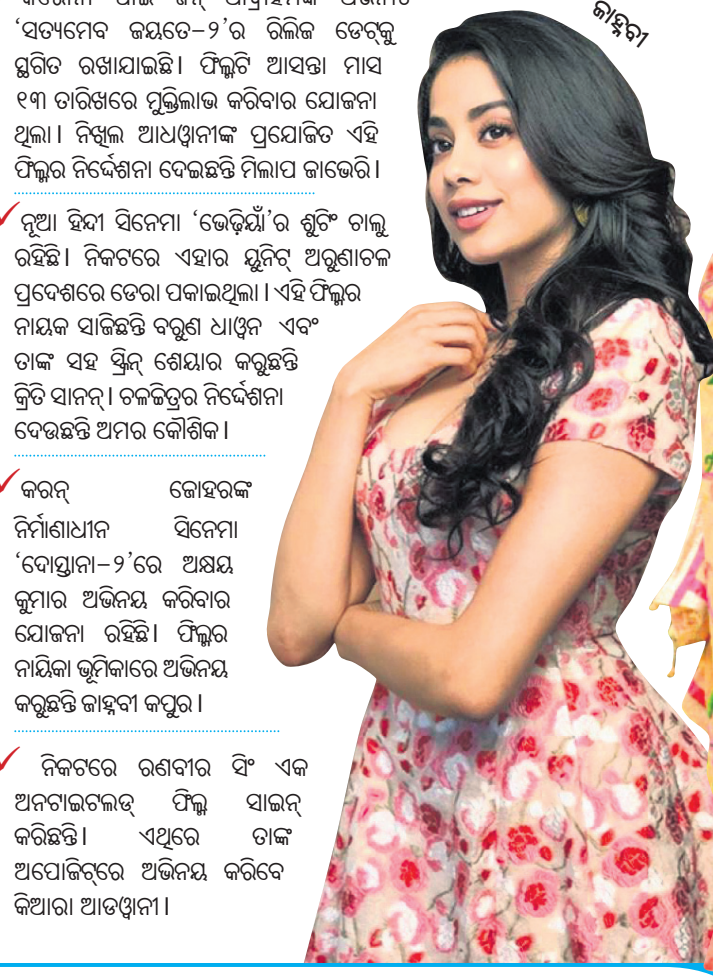 ‘ସତ୍ୟମେବ ଜୟତେ–୨’ର ରିଲିଜ ଡେଟ୍‌କୁ
ସ୍ଥଗିତ ରଖାଯାଇଛି। ଫିଲ୍ମଟି ଆସନ୍ତା ମାସ
୧୩ ତାରିଖରେ ମୁକ୍ତିଲାଭ କରିବାର ଯୋଜନା
ଥିଲା। ନିଖିଲ ଆଧୱାନୀଙ୍କ ପ୍ରଯୋଜିତ ଏହି
ଫିଲ୍ମର ନିର୍ଦ୍ଦେଶନା ଦେଇଛନ୍ତି ମିଲାପ ଜାଭେରି।
ନୂଆ ହିନ୍ଦୀ ସିନେମା ‘ଭେଢ଼ିୟାଁ’ର ଶୁଟିଂ ଚାଲୁ
ରହିଛି। ନିକଟରେ ଏହାର ୟୁନିଟ୍ ଅରୁଣାଚଳ
ପ୍ରଦେଶରେ ଡେରା ପକାଇଥିଲା। ଏହି ଫିଲ୍ମର
ନାୟକ ସାଜିଛନ୍ତି ବରୁଣ ଧାୱନ ଏବଂ
ତାଙ୍କ ସହ ସ୍କ୍ରିନ୍ ଶେୟାର କରୁଛନ୍ତି
କ୍ରିତି ସାନନ୍। ଚଳଚ୍ଚିତ୍ରର ନିର୍ଦ୍ଦେଶନା
ଦେଉଛନ୍ତି ଅମର କୌଶିକ।
କରନ୍ ଜୋହରଙ୍କ
ନିର୍ମାଣାଧୀନ ସିନେମା
‘ଦୋସ୍ତାନା–୨’ରେ ଅକ୍ଷୟ
କୁମାର ଅଭିନୟ କରିବାର
ଯୋଜନା ରହିଛି। ଫିଲ୍ମର
ନାୟିକା ଭୂମିକାରେ ଅଭିନୟ
କରୁଛନ୍ତି ଜାହ୍ନବୀ କପୁର।
ନିକଟରେ ରଣବୀର ସିଂ ଏକ
ଅନଟାଇଟଲଡ୍ ଫିଲ୍ମ ସାଇନ୍
କରିଛନ୍ତି। ଏଥିରେ ତାଙ୍କ
ଅପୋଜିଟ୍‌ରେ ଅଭିନୟ କରିବେ
କିଆରା ଆଡୱାନୀ।
ଜାହ୍ନବୀ